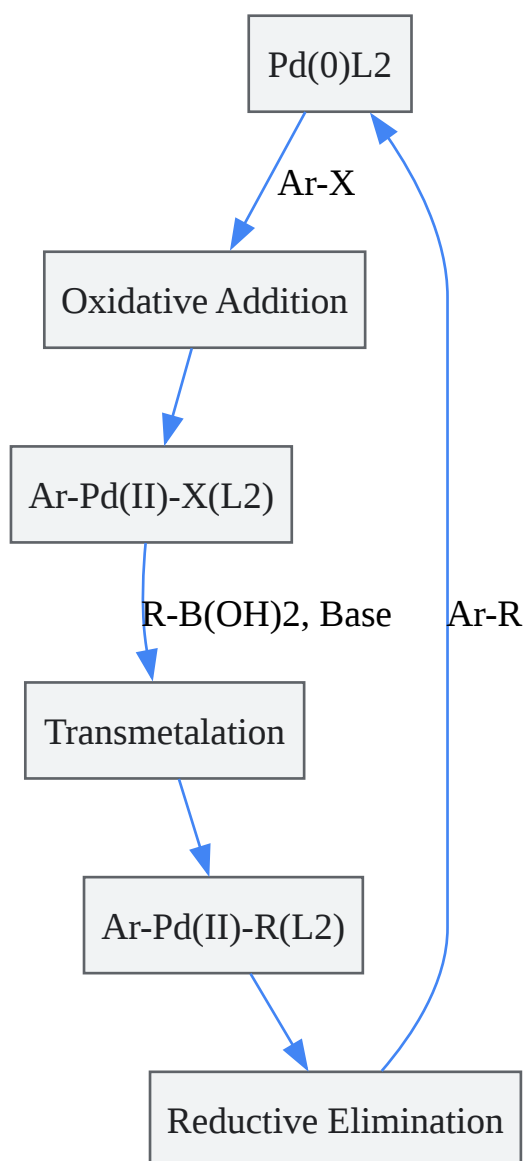 Pd(0)L2
Ar-X
Oxidative Addition
Ar-Pd(II)-X(L2)
R-B(OH)2, Base
Ar-R
Transmetalation
Ar-Pd(II)-R(L2)
Reductive Elimination